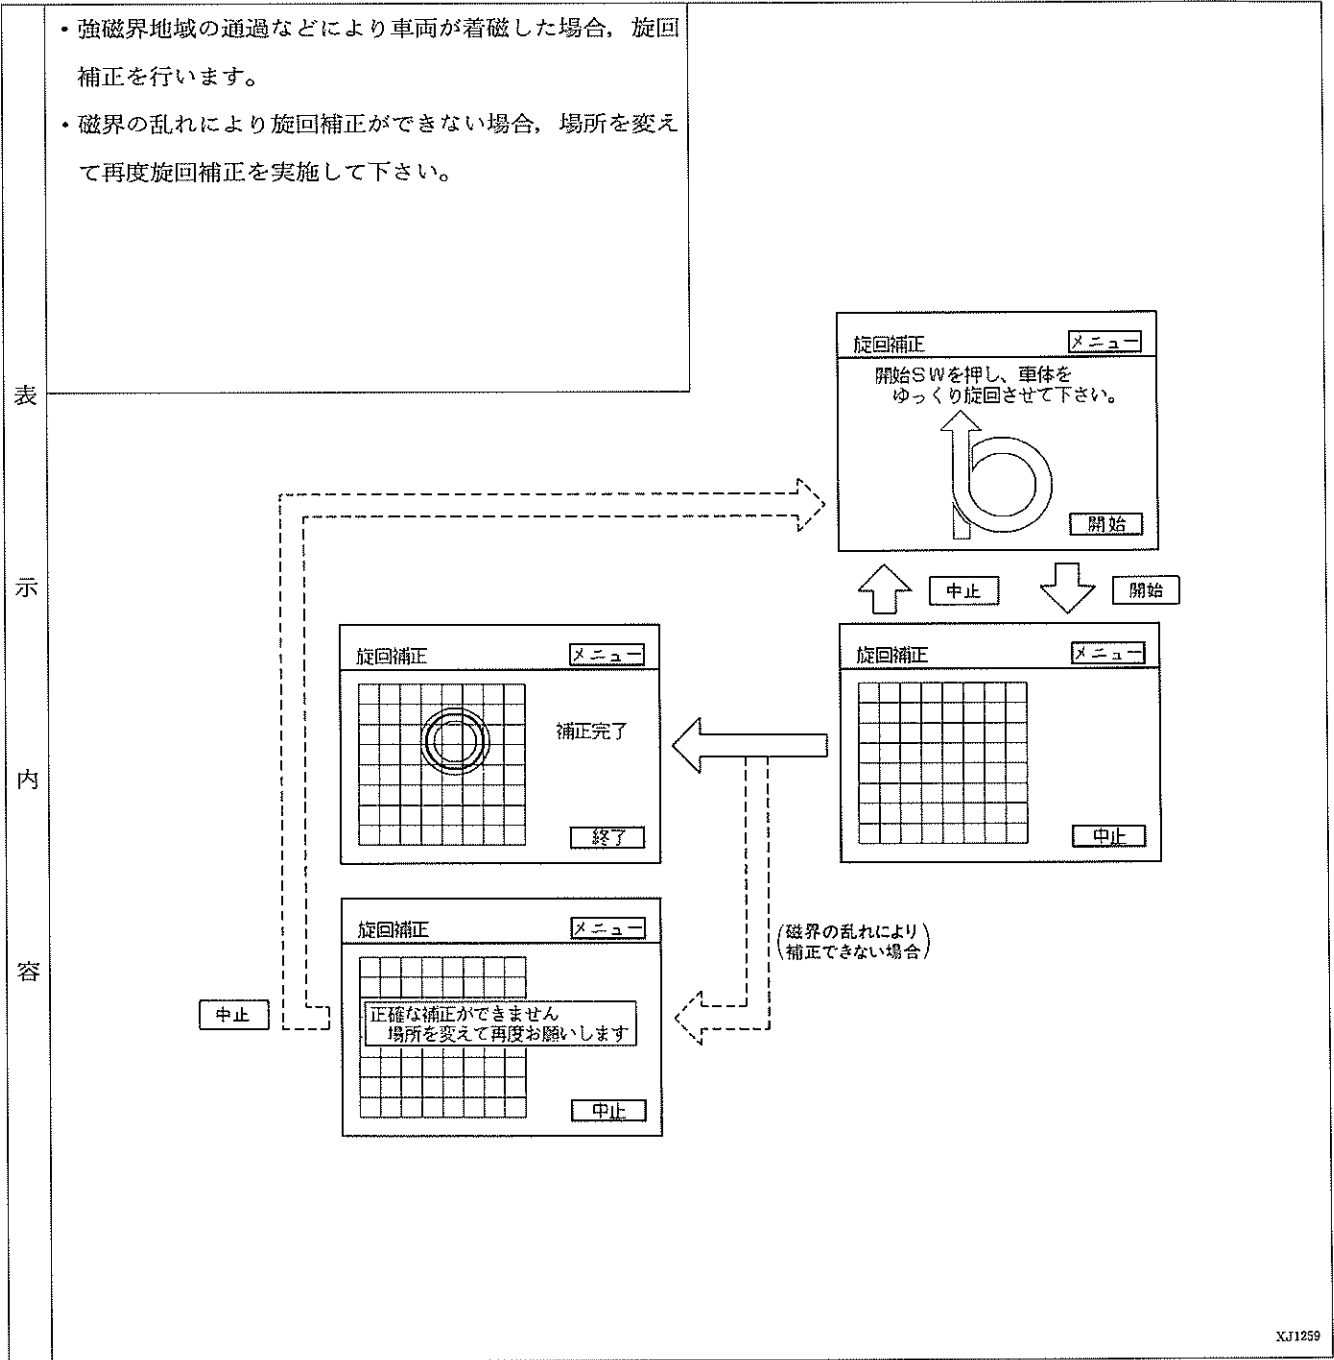 ・強磁界地域の通過などにより車両が着磁した場合，旋回
補正を行います。
・磁界の乱れにより旋回補正ができない場合，場所を変え
て再度旋回補正を実施して下さい。
表示内容
旋回補正
メニュー
開始ＳＷを押し、車体を
ゆっくり旋回させて下さい。
開始
中止
開始
旋回補正
メニュー
補正完了
終了
旋回補正
メニュー
中止
旋回補正
メニュー
正確な補正ができません
場所を変えて再度お願いします
中止
(磁界の乱れにより
補正できない場合)
中止
XJ1259